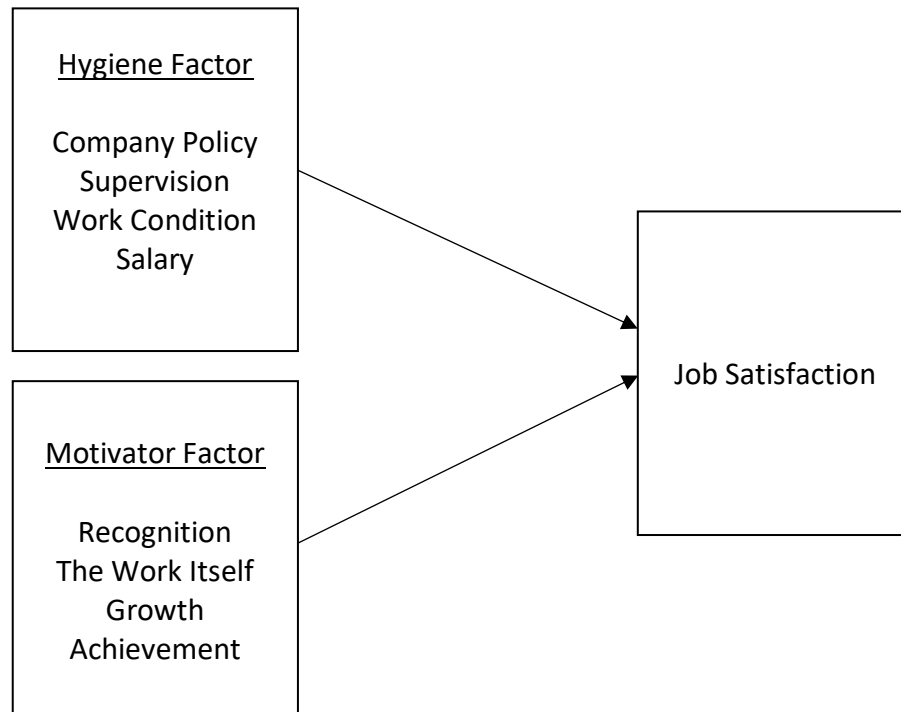 Hygiene Factor
Company Policy
Supervision
Work Condition
Salary
Motivator Factor
Recognition
The Work Itself
Growth
Achievement
Job Satisfaction